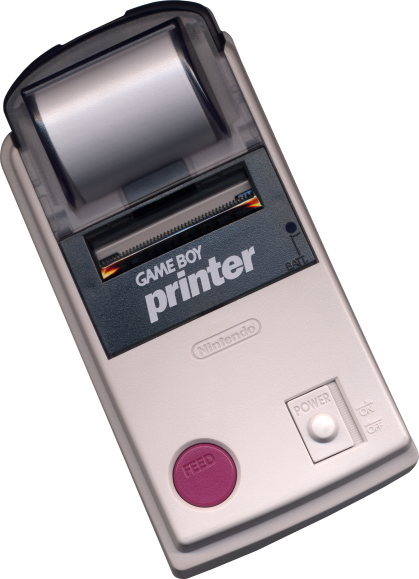 BATT.
GAME BOY
printer
Nintendo
POWER
ON
OFF
FEED